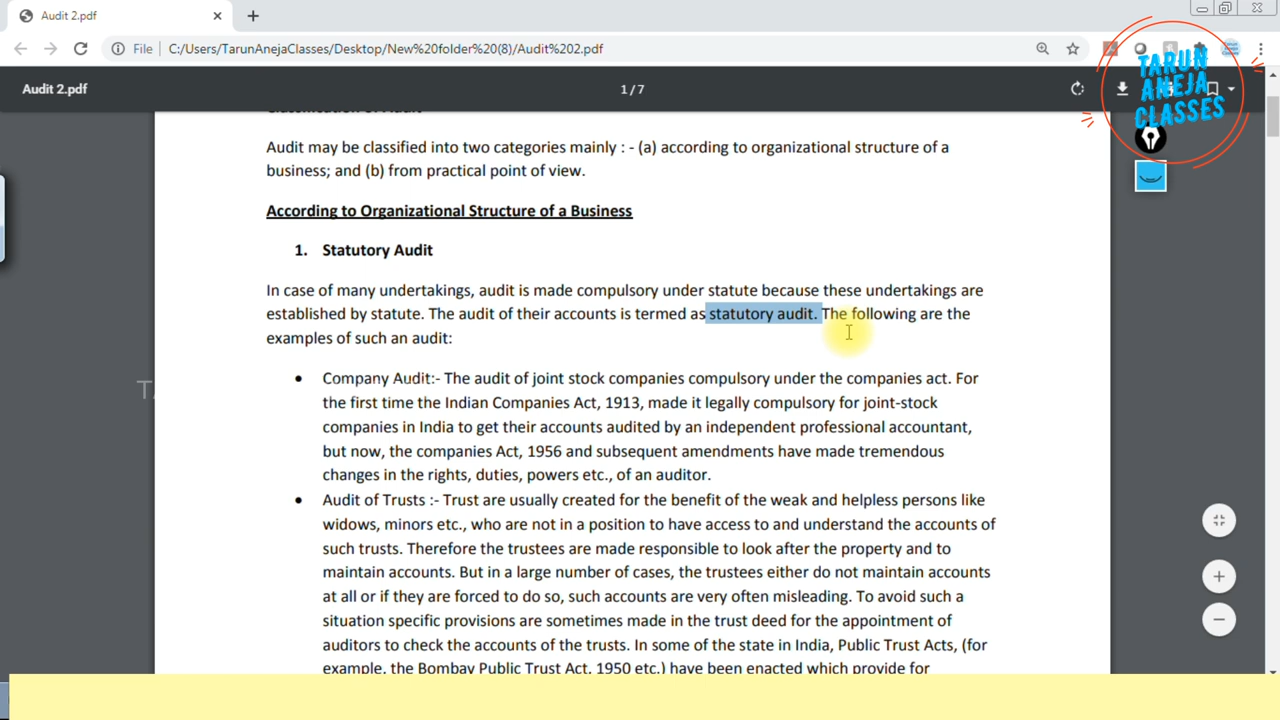 Audit 2.pdf
File C:/Users/TarunAnejaClasses/Desktop/New%20folder%20(8)/Audit%202.pdf
Audit 2.pdf
1 / 7
TARUN
ANEJA
CLASSES
Classification of Audit
Audit may be classified into two categories mainly : - (a) according to organizational structure of a
business; and (b) from practical point of view.
According to Organizational Structure of a Business
1. Statutory Audit
In case of many undertakings, audit is made compulsory under statute because these undertakings are
established by statute. The audit of their accounts is termed as statutory audit. The following are the
examples of such an audit:
• Company Audit:- The audit of joint stock companies compulsory under the companies act. For
the first time the Indian Companies Act, 1913, made it legally compulsory for joint-stock
companies in India to get their accounts audited by an independent professional accountant,
but now, the companies Act, 1956 and subsequent amendments have made tremendous
changes in the rights, duties, powers etc., of an auditor.
• Audit of Trusts :- Trust are usually created for the benefit of the weak and helpless persons like
widows, minors etc., who are not in a position to have access to and understand the accounts of
such trusts. Therefore the trustees are made responsible to look after the property and to
maintain accounts. But in a large number of cases, the trustees either do not maintain accounts
at all or if they are forced to do so, such accounts are very often misleading. To avoid such a
situation specific provisions are sometimes made in the trust deed for the appointment of
auditors to check the accounts of the trusts. In some of the state in India, Public Trust Acts, (for
example, the Bombay Public Trust Act, 1950 etc.) have been enacted which provide for